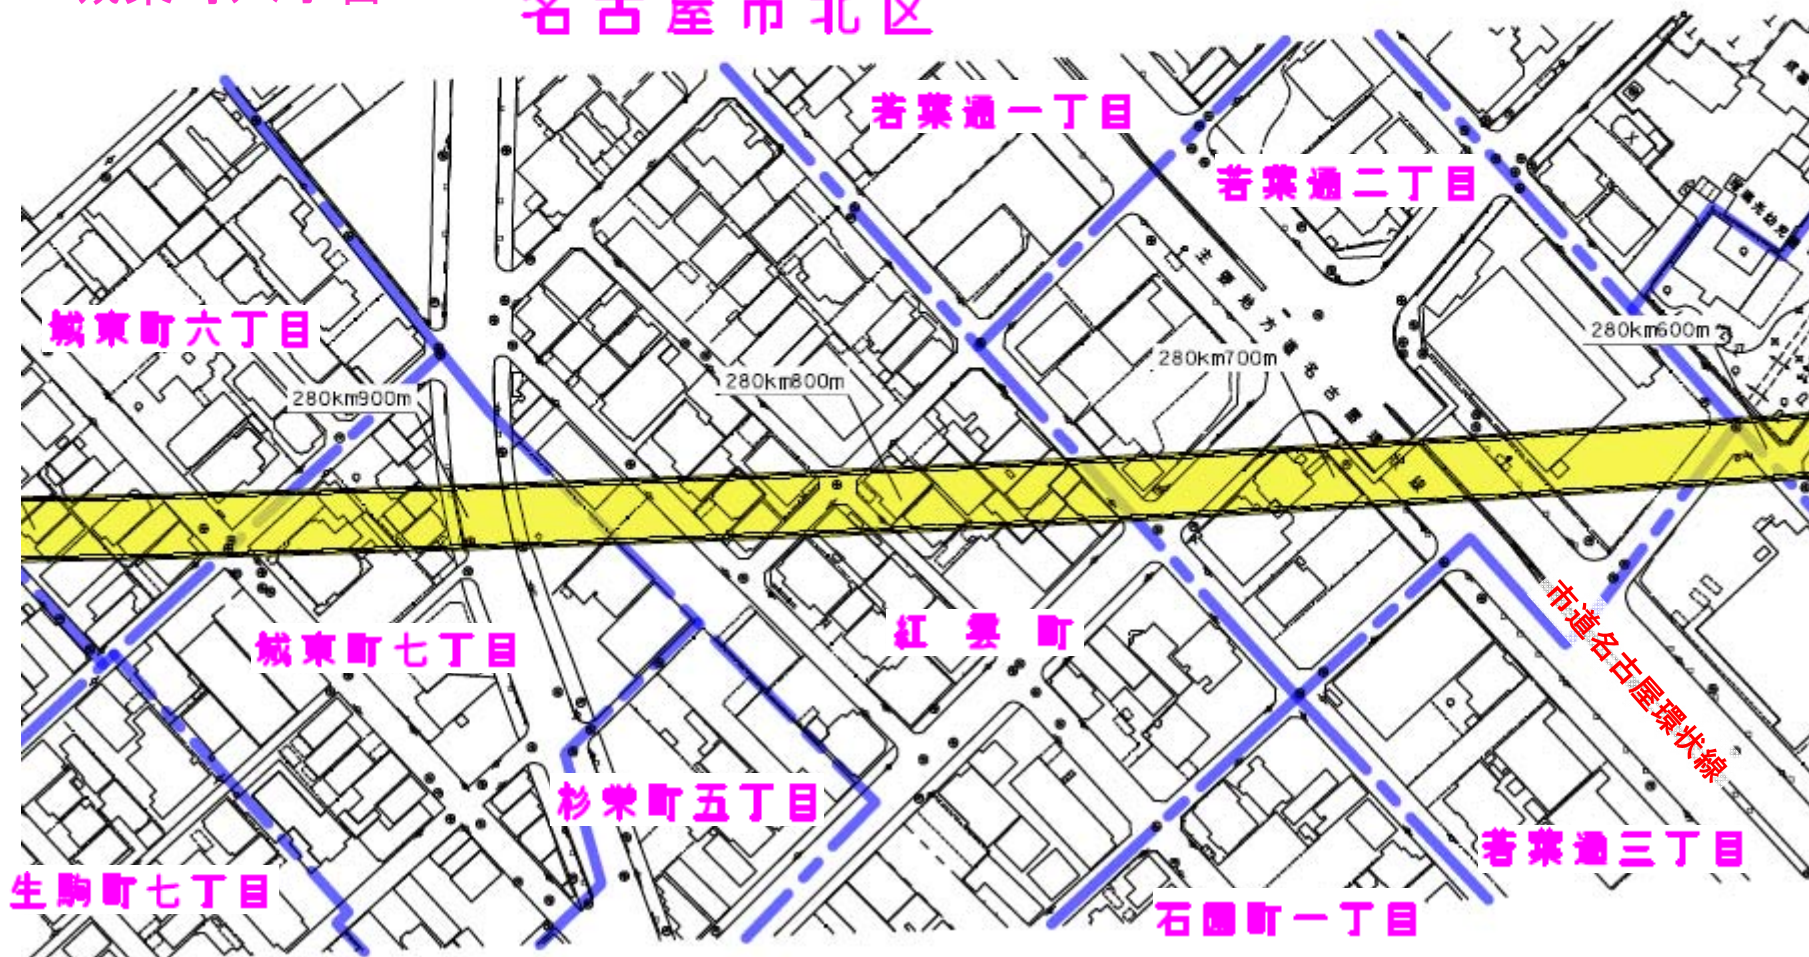 名古屋市北区
若葉通一丁目
若葉通二丁目
城東町六丁目
280km600m
280km700m
280km800m
280km900m
主要地方道名古屋環状線
紅雲町
城東町七丁目
市道名古屋環状線
杉栄町五丁目
若葉通三丁目
生駒町七丁目
石園町一丁目